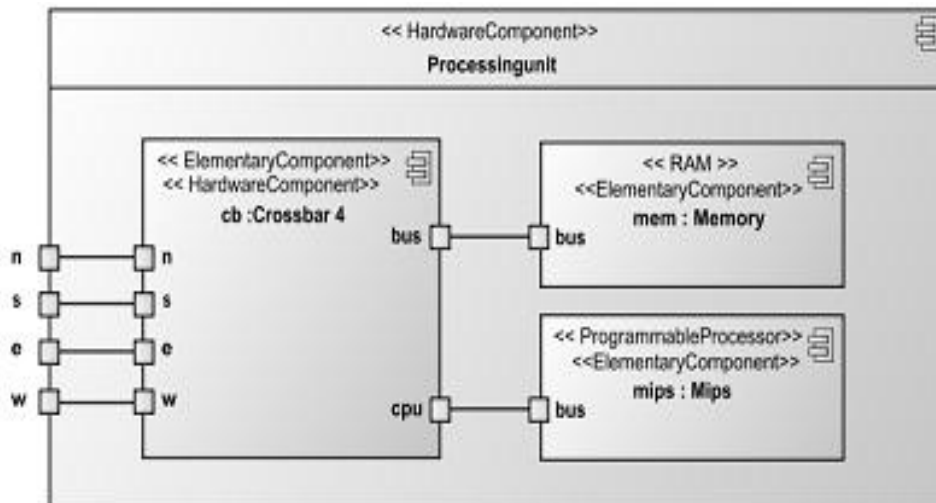 << HardwareComponent>>
Processingunit
<< ElementaryComponent>>
<< HardwareComponent>>
cb :Crossbar 4
<< RAM >>
<<ElementaryComponent>>
mem : Memory
bus
bus
n
n
s
s
e
e
w
w
<< ProgrammableProcessor>>
<<ElementaryComponent>>
mips : Mips
cpu
bus